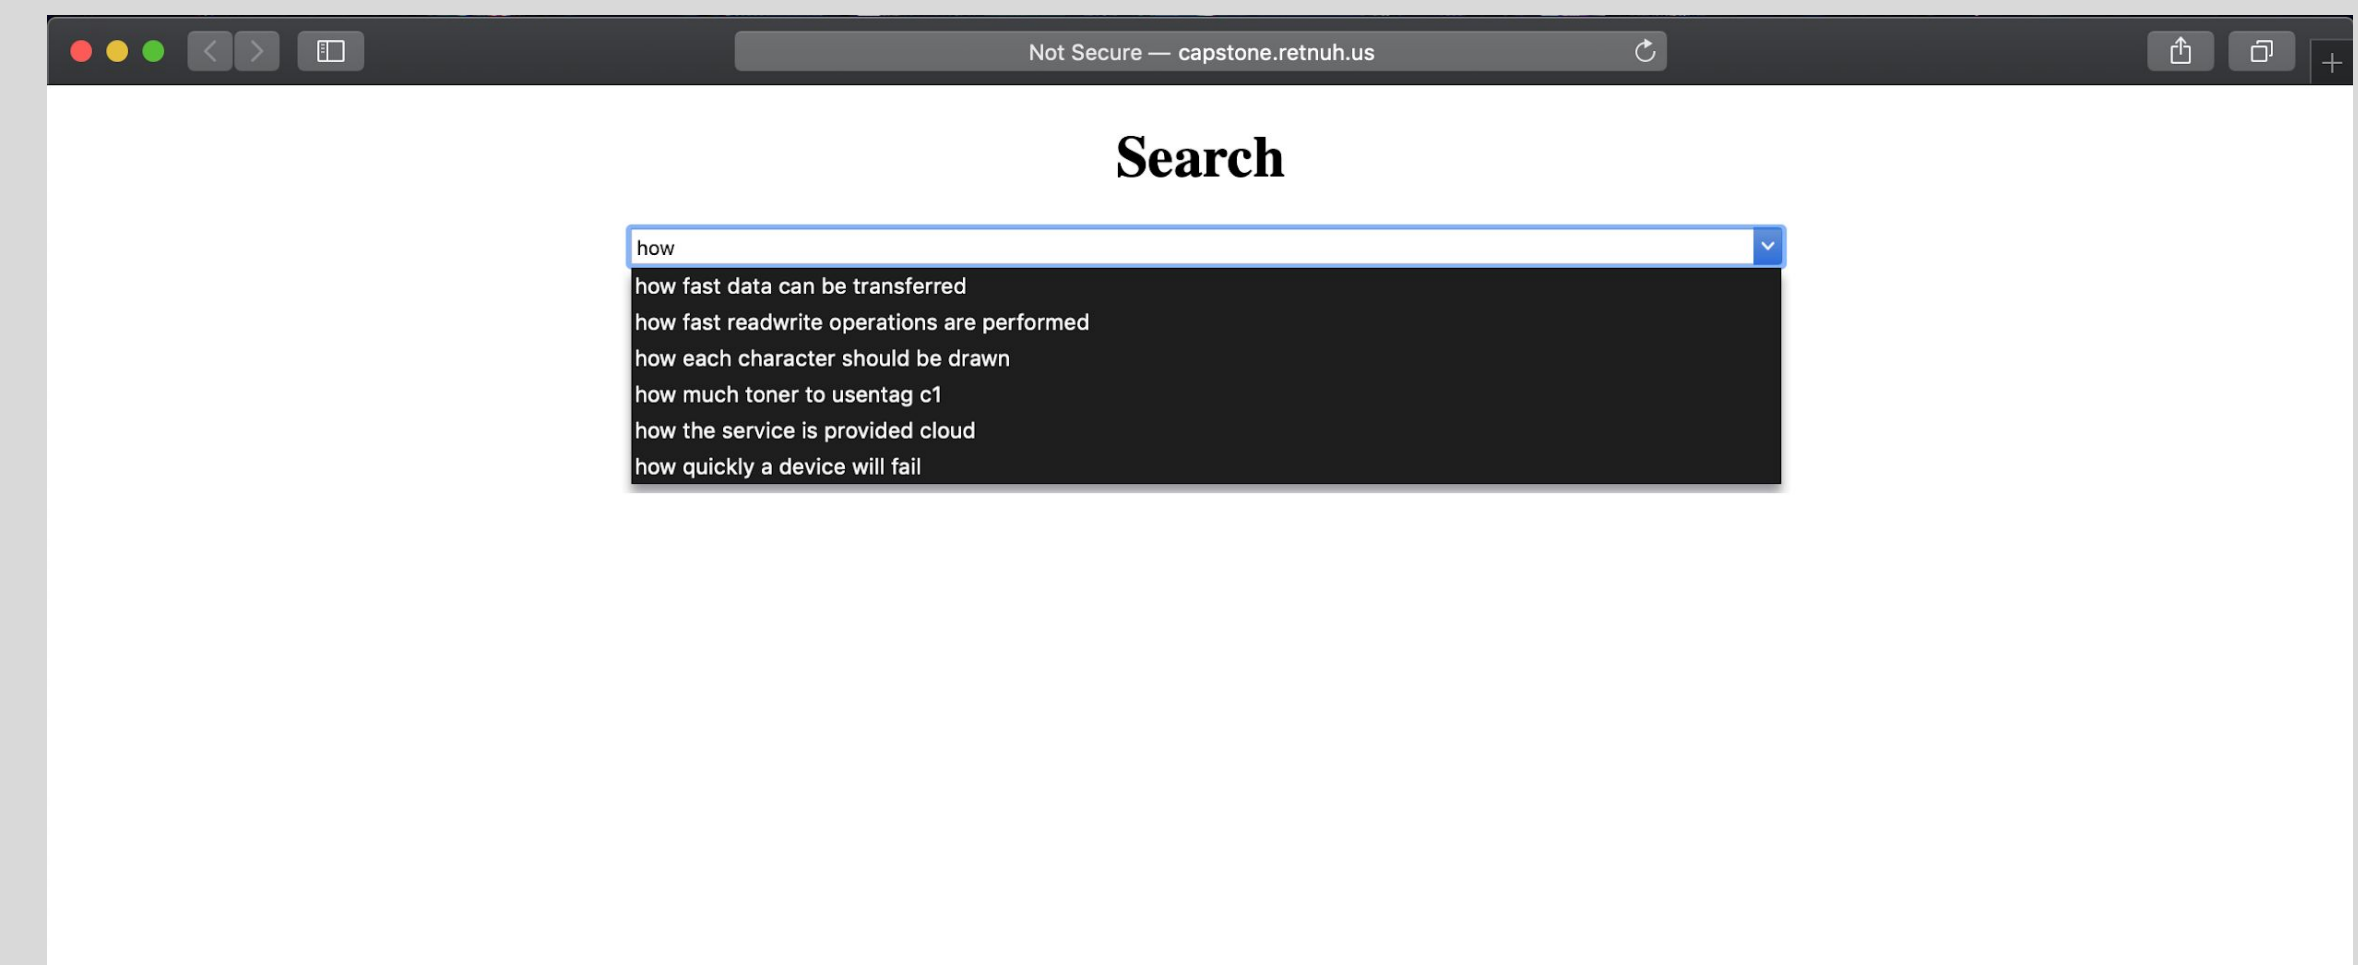 Not Secure — capstone.retnuh.us
Search
how
how fast data can be transferred
how fast readwrite operations are performed
how each character should be drawn
how much toner to usentag c1
how the service is provided cloud
how quickly a device will fail